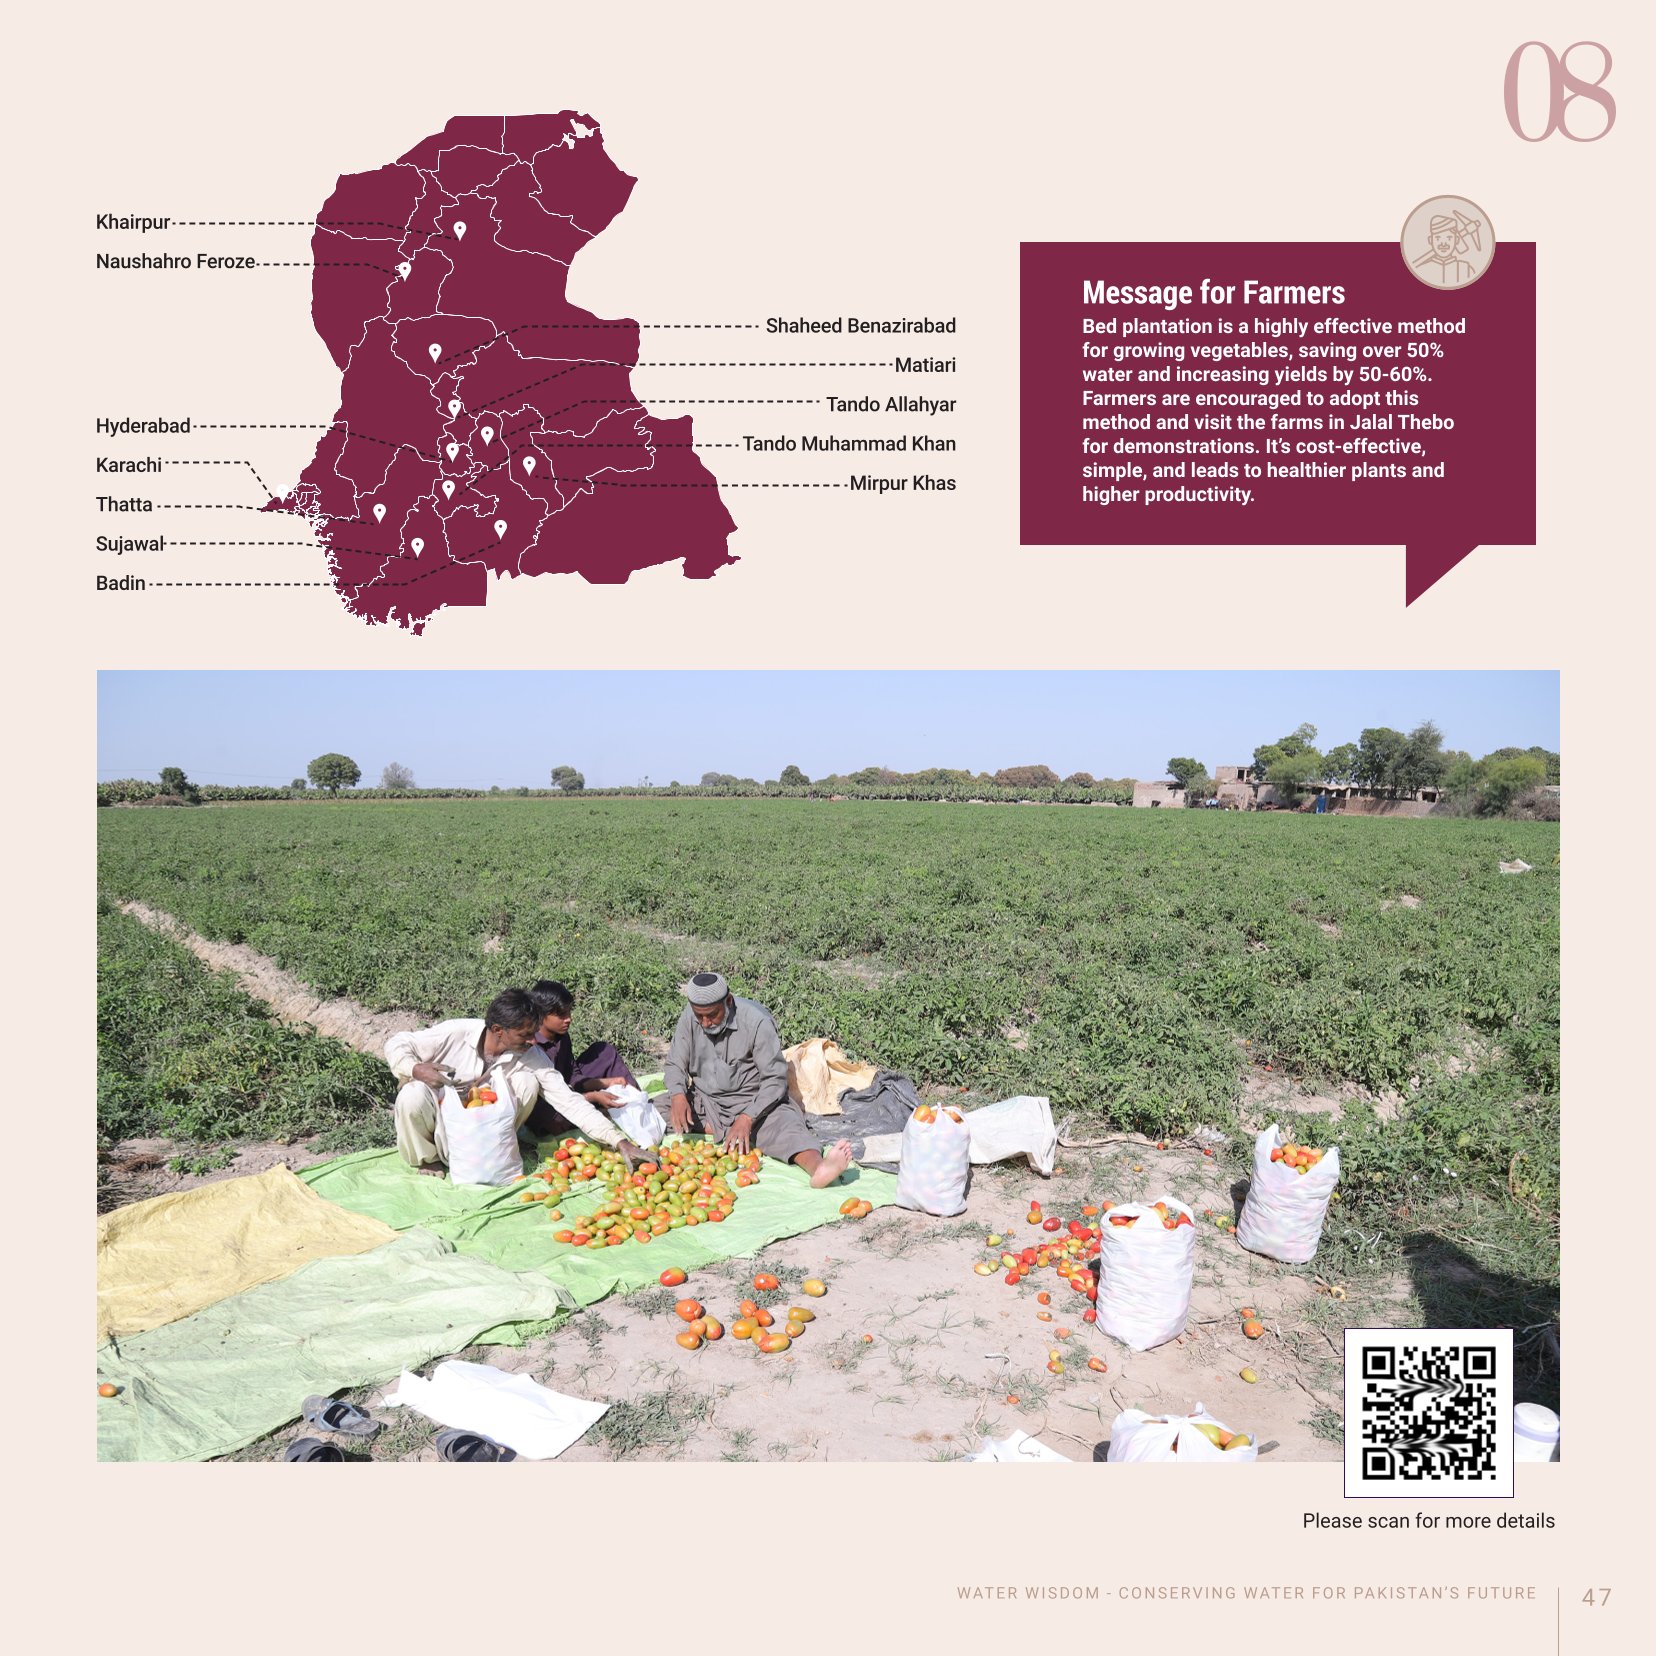 08
Khairpur
Naushahro Feroze
Shaheed Benazirabad
Matiari
Tando Allahyar
Tando Muhammad Khan
Mirpur Khas
Hyderabad
Karachi
Thatta
Sujawal
Badin
Message for Farmers
Bed plantation is a highly effective method
for growing vegetables, saving over 50%
water and increasing yields by 50-60%.
Farmers are encouraged to adopt this
method and visit the farms in Jalal Thebo
for demonstrations. It’s cost-effective,
simple, and leads to healthier plants and
higher productivity.
Please scan for more details
WATER WISDOM - CONSERVING WATER FOR PAKISTAN’S FUTURE
47